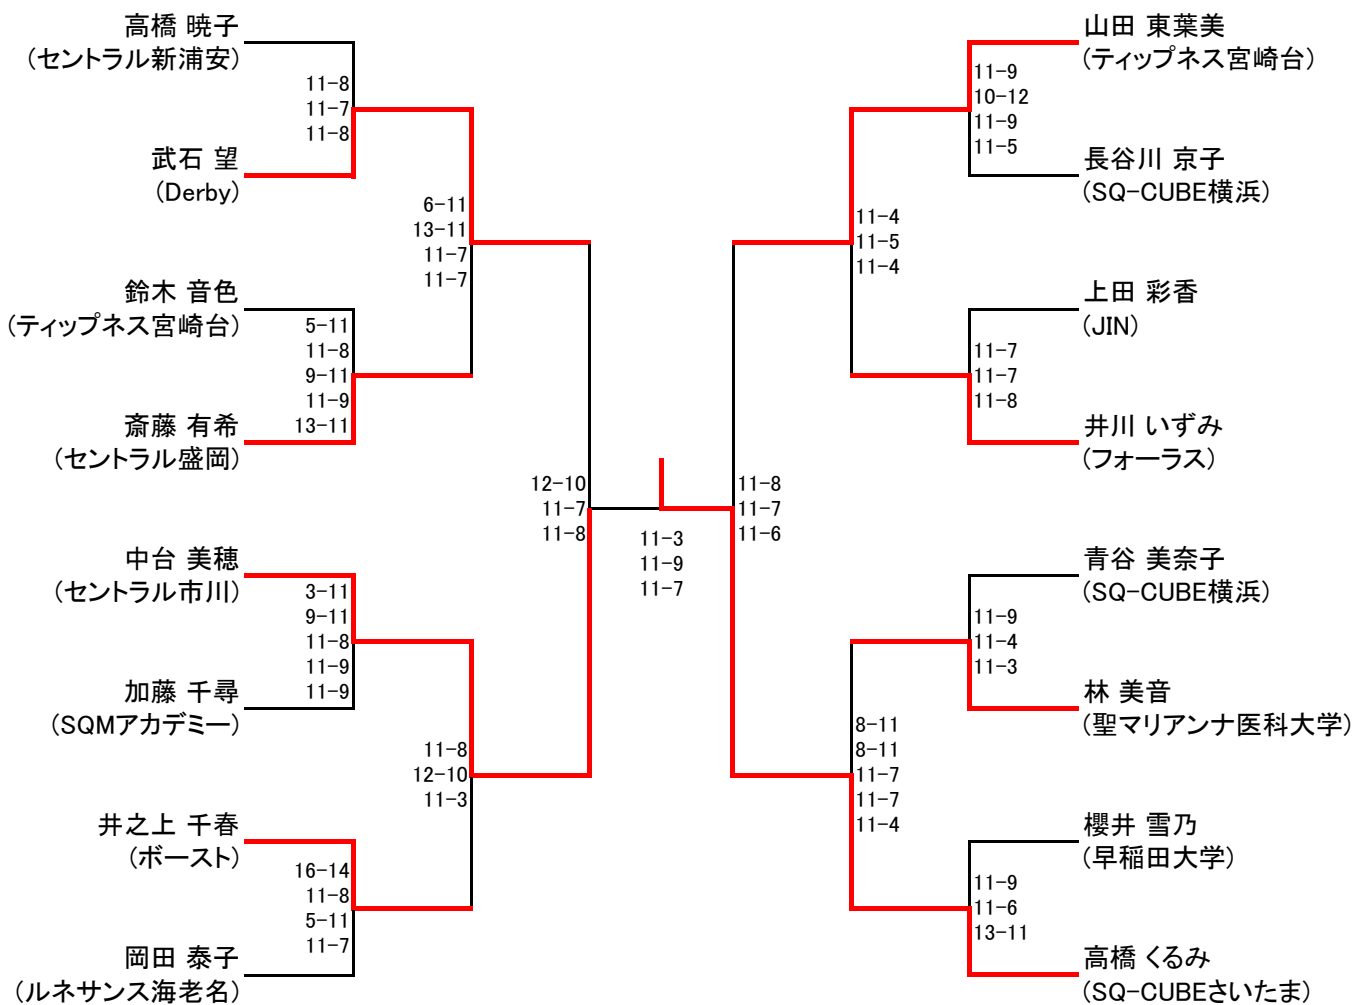 高橋 暁子
(セントラル新浦安)
11-8
11-7
11-8
武石 望
(Derby)
6-11
13-11
11-7
11-7
鈴木 音色
(ティップネス宮崎台)
5-11
11-8
9-11
11-9
13-11
斎藤 有希
(セントラル盛岡)
12-10
11-7
11-8
中台 美穂
(セントラル市川)
3-11
9-11
11-8
11-9
11-9
加藤 千尋
(SQMアカデミー)
11-8
12-10
11-3
井之上 千春
(ボースト)
16-14
11-8
5-11
11-7
岡田 泰子
(ルネサンス海老名)
11-3
11-9
11-7
山田 東葉美
(ティップネス宮崎台)
11-9
10-12
11-9
11-5
長谷川 京子
(SQ-CUBE横浜)
11-4
11-5
11-4
上田 彩香
(JIN)
11-7
11-7
11-8
井川 いずみ
(フォーラス)
11-8
11-7
11-6
青谷 美奈子
(SQ-CUBE横浜)
11-9
11-4
11-3
林 美音
(聖マリアンナ医科大学)
8-11
8-11
11-7
11-7
11-4
櫻井 雪乃
(早稲田大学)
11-9
11-6
13-11
高橋 くるみ
(SQ-CUBEさいたま)